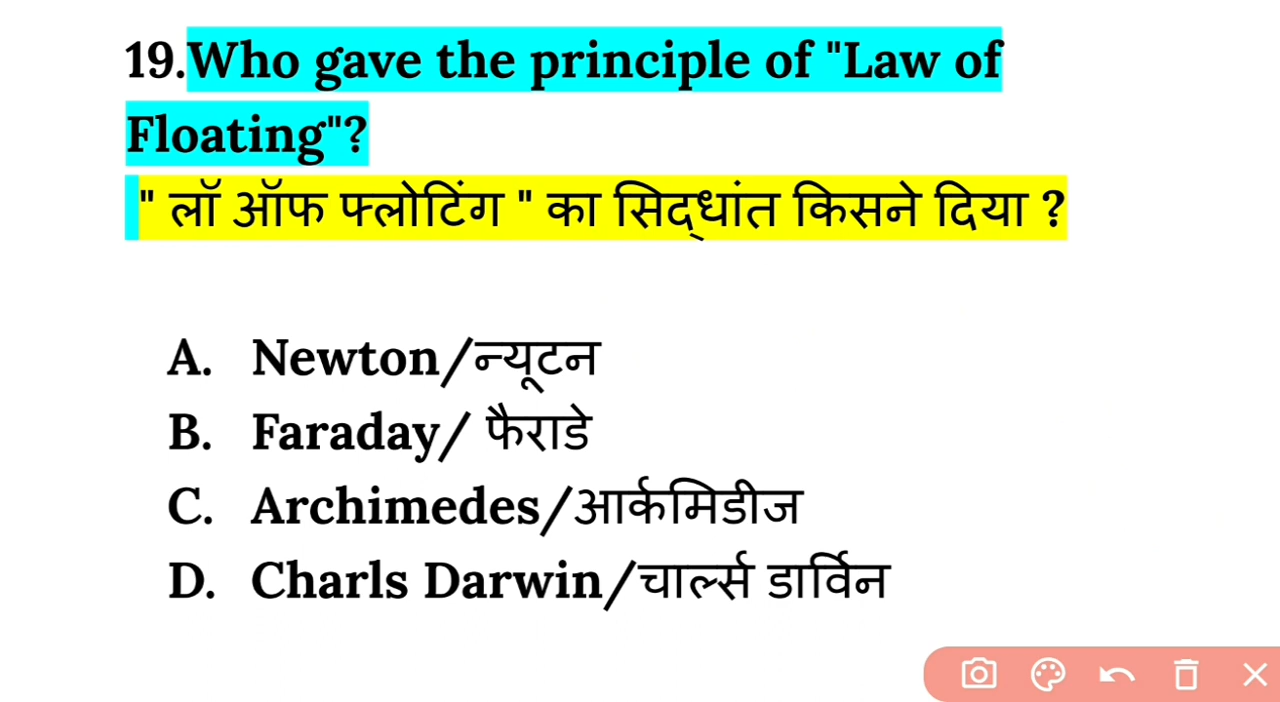 19.Who gave the principle of "Law of
Floating"?
" लॉ ऑफ फ्लोटिंग " का सिद्धांत किसने दिया ?
A. Newton/न्यूटन
B. Faraday/ फैराडे
C. Archimedes/आर्कमिडीज
D. Charls Darwin/चार्ल्स डार्विन